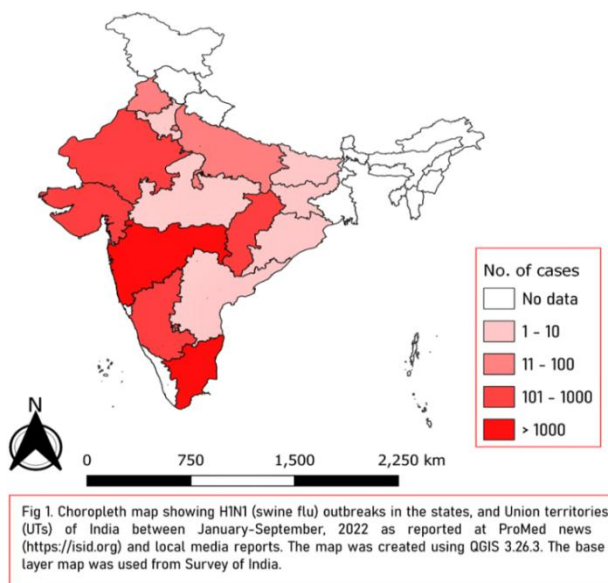 No. of cases
No data
1 - 10
11 - 100
101 - 1000
> 1000
N
0 750 1,500 2,250 km
Fig 1. Choropleth map showing H1N1 (swine flu) outbreaks in the states, and Union territories
(UTs) of India between January-September, 2022 as reported at ProMed news
(https://isid.org) and local media reports. The map was created using QGIS 3.26.3. The base
layer map was used from Survey of India.